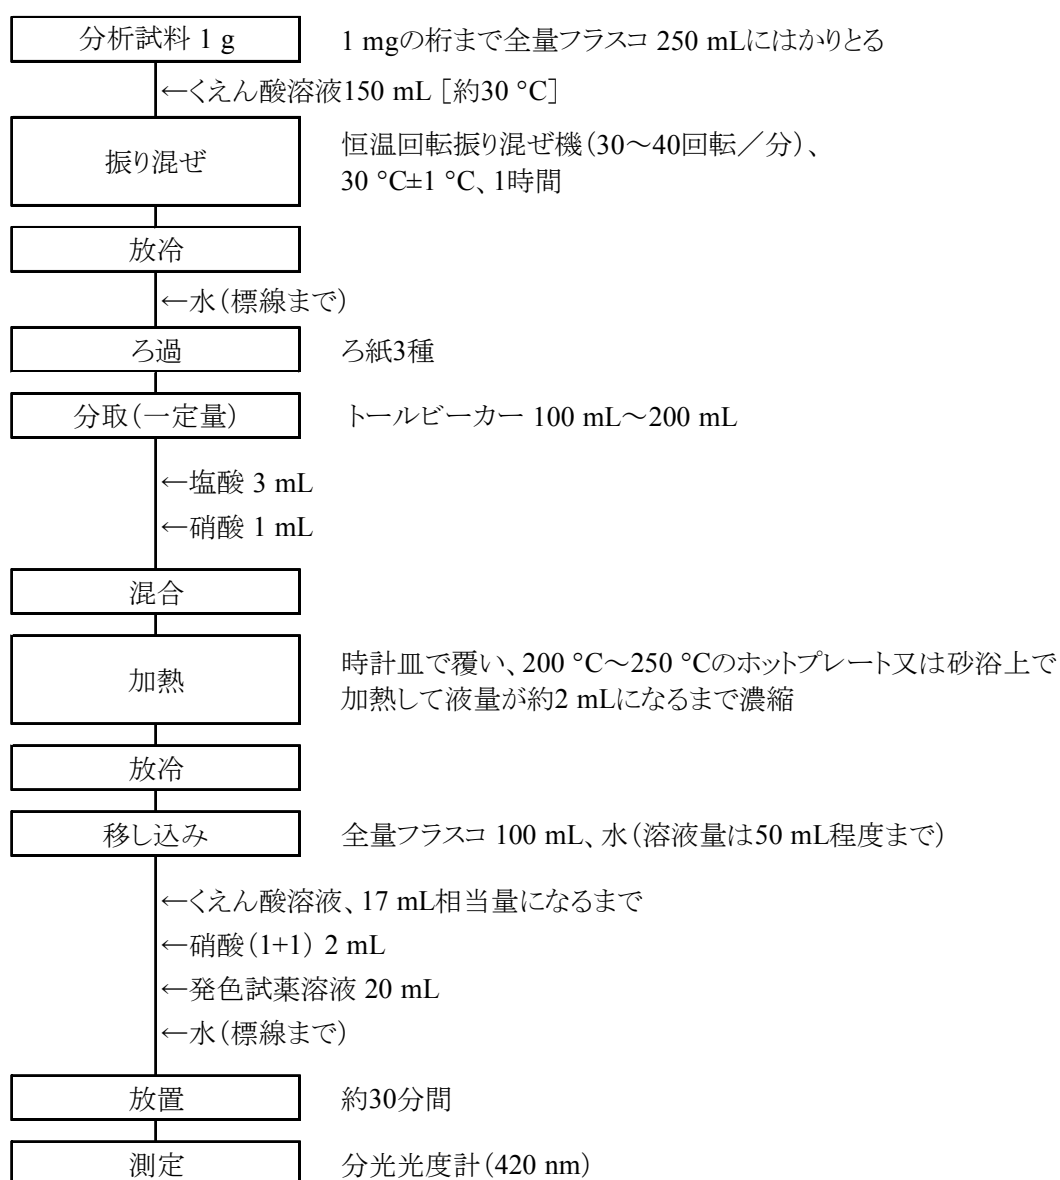 分析試料 1 g 1 mgの桁まで全量フラスコ 250 mLにはかりとる
←くえん酸溶液150 mL [約30 °C]
振り混ぜ 恒温回転振り混ぜ機(30～40回転／分)、
30 °C±1 °C、1時間
放冷
←水(標線まで)
ろ過 ろ紙3種
分取(一定量) トールビーカー 100 mL～200 mL
←塩酸 3 mL
←硝酸 1 mL
混合
加熱 時計皿で覆い、200 °C～250 °Cのホットプレート又は砂浴上で
加熱して液量が約2 mLになるまで濃縮
放冷
移し込み 全量フラスコ 100 mL、水(溶液量は50 mL程度まで)
←くえん酸溶液、17 mL相当量になるまで
←硝酸(1+1) 2 mL
←発色試薬溶液 20 mL
←水(標線まで)
放置 約30分間
測定 分光光度計(420 nm)